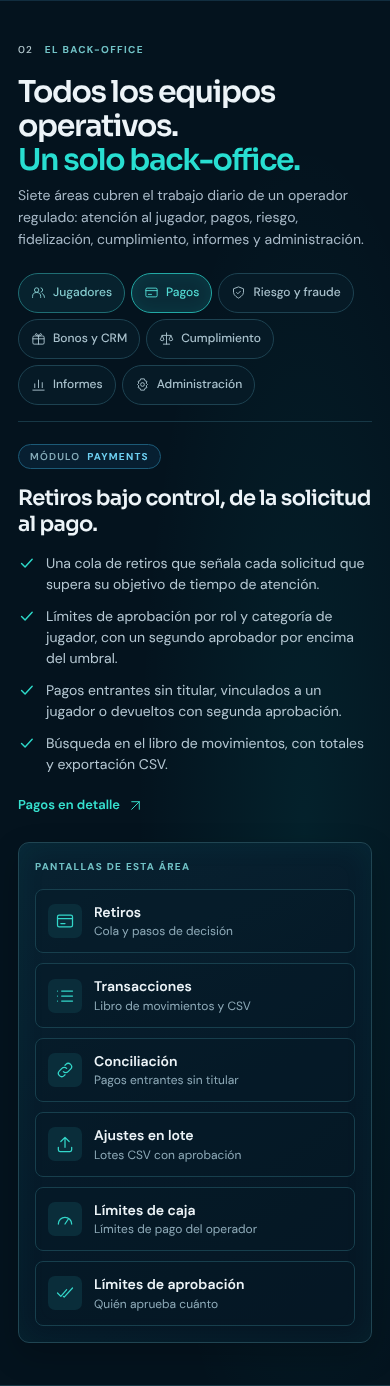 02 EL BACK-OFFICE
Todos los equipos
operativos.
Un solo back-office.
Siete áreas cubren el trabajo diario de un operador
regulado: atención al jugador, pagos, riesgo,
fidelización, cumplimiento, informes y administración.
Jugadores
Pagos
Riesgo y fraude
Bonos y CRM
Cumplimiento
Informes
Administración
MÓDULO PAYMENTS
Retiros bajo control, de la solicitud
al pago.
Una cola de retiros que señala cada solicitud que
supera su objetivo de tiempo de atención.
Límites de aprobación por rol y categoría de
jugador, con un segundo aprobador por encima
del umbral.
Pagos entrantes sin titular, vinculados a un
jugador o devueltos con segunda aprobación.
Búsqueda en el libro de movimientos, con totales
y exportación CSV.
Pagos en detalle
PANTALLAS DE ESTA ÁREA
Retiros
Cola y pasos de decisión
Transacciones
Libro de movimientos y CSV
Conciliación
Pagos entrantes sin titular
Ajustes en lote
Lotes CSV con aprobación
Límites de caja
Límites de pago del operador
Límites de aprobación
Quién aprueba cuánto